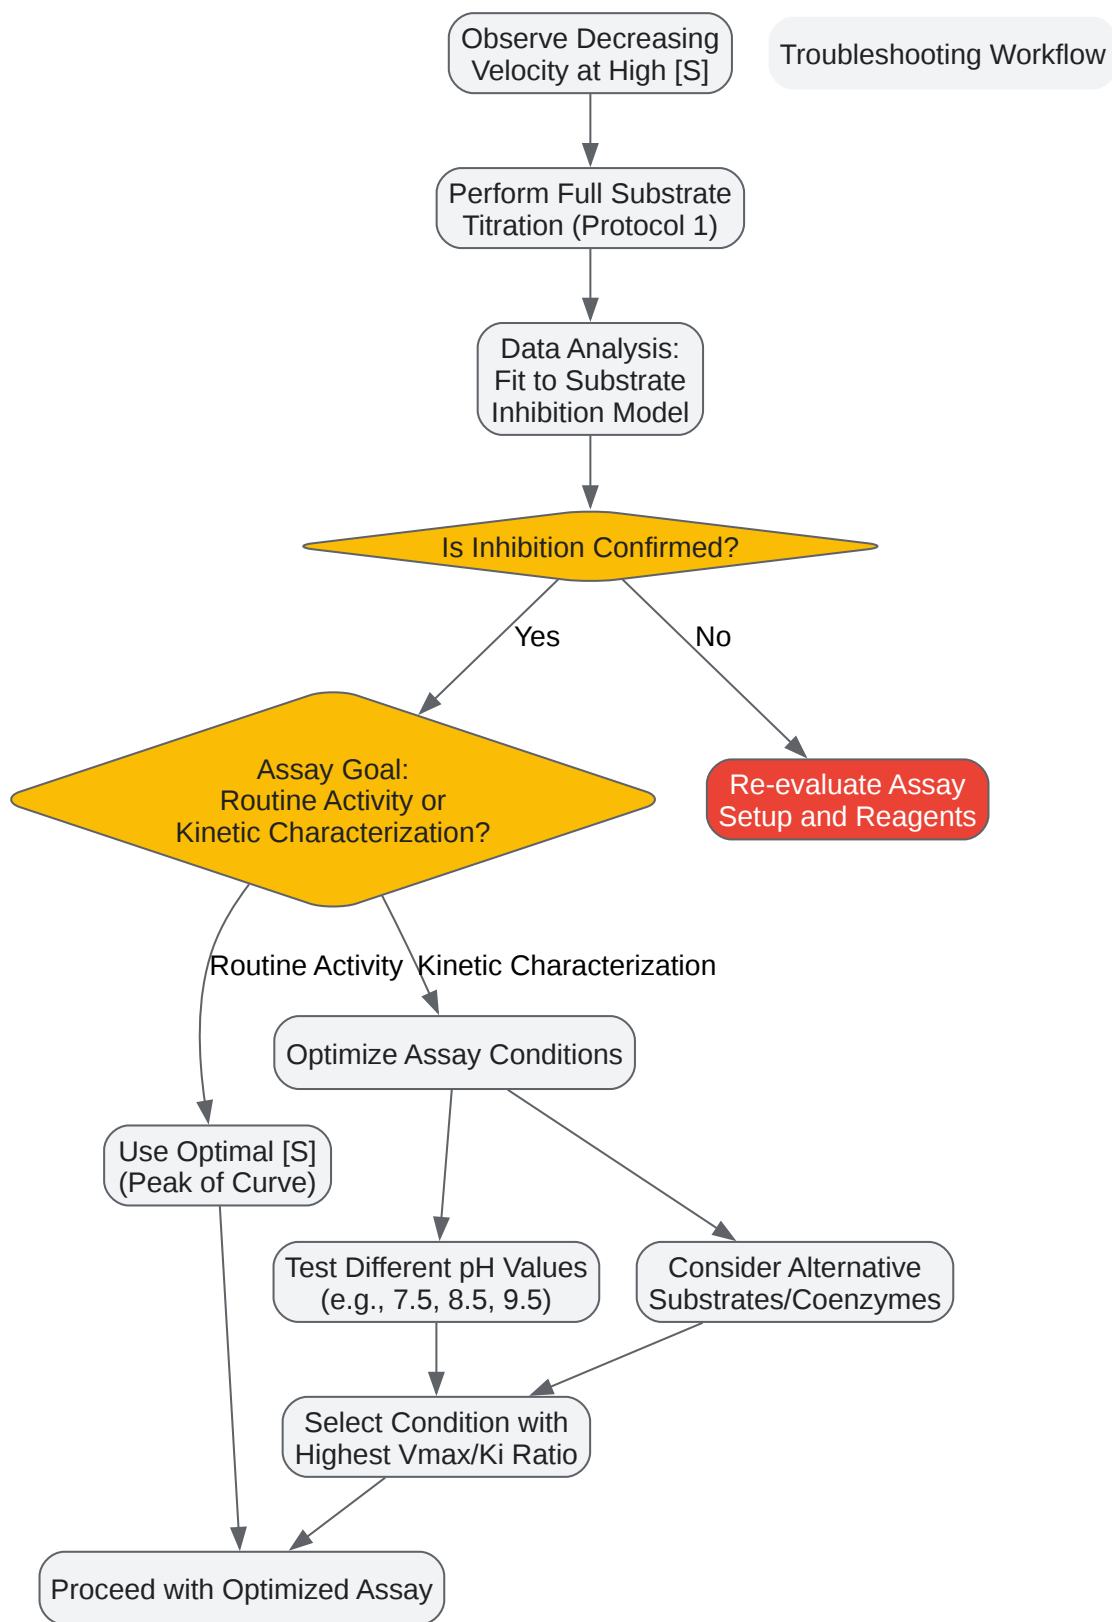 Observe Decreasing
Velocity at High [S]
Troubleshooting Workflow
Perform Full Substrate
Titration (Protocol 1)
Data Analysis:
Fit to Substrate
Inhibition Model
Is Inhibition Confirmed?
Yes
No
Assay Goal:
Routine Activity or
Kinetic Characterization?
Re-evaluate Assay
Setup and Reagents
Routine Activity
Kinetic Characterization
Optimize Assay Conditions
Use Optimal [S]
(Peak of Curve)
Test Different pH Values
(e.g., 7.5, 8.5, 9.5)
Consider Alternative
Substrates/Coenzymes
Select Condition with
Highest Vmax/Ki Ratio
Proceed with Optimized Assay